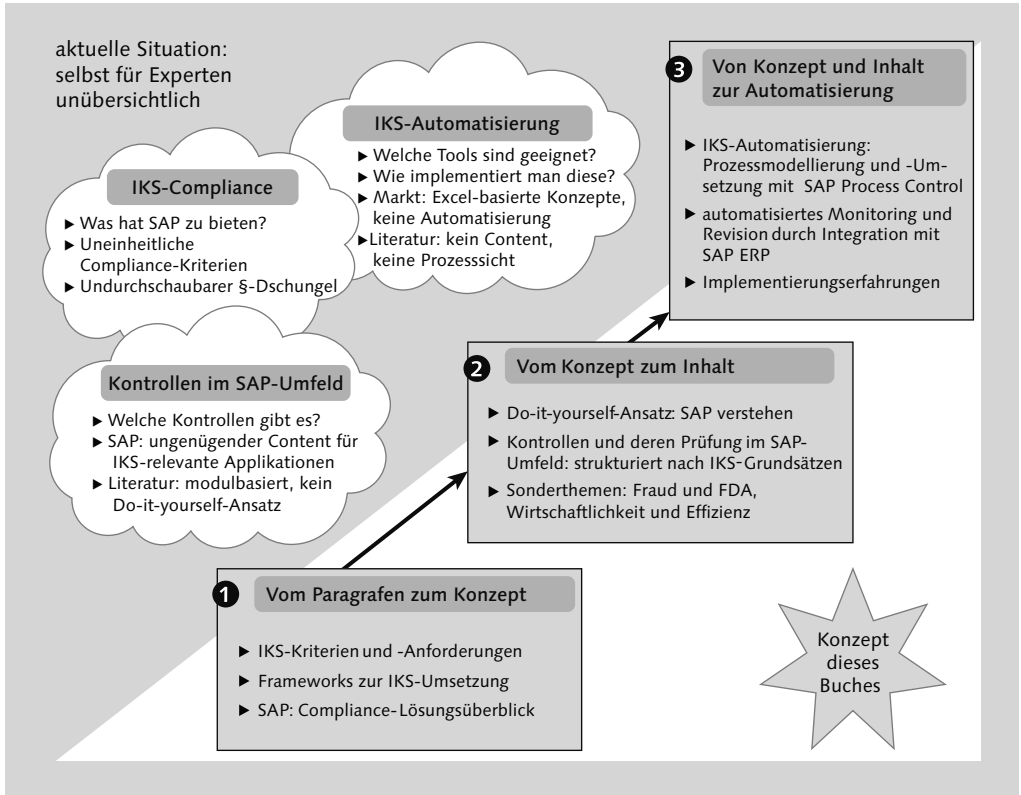 aktuelle Situation:
selbst für Experten
unübersichtlich
IKS-Automatisierung
▶ Welche Tools sind geeignet?
▶ Wie implementiert man diese?
▶ Markt: Excel-basierte Konzepte,
keine Automatisierung
▶ Literatur: kein Content,
keine Prozesssicht
IKS-Compliance
▶ Was hat SAP zu bieten?
▶ Uneinheitliche
Compliance-Kriterien
▶ Undurchschaubarer §-Dschungel
Kontrollen im SAP-Umfeld
▶ Welche Kontrollen gibt es?
▶ SAP: ungenügender Content für
IKS-relevante Applikationen
▶ Literatur: modulbasiert, kein
Do-it-yourself-Ansatz
1 Vom Paragrafen zum Konzept
▶ IKS-Kriterien und -Anforderungen
▶ Frameworks zur IKS-Umsetzung
▶ SAP: Compliance-Lösungsüberblick
2 Vom Konzept zum Inhalt
▶ Do-it-yourself-Ansatz: SAP verstehen
▶ Kontrollen und deren Prüfung im SAP-
Umfeld: strukturiert nach IKS-Grundsätzen
▶ Sonderthemen: Fraud und FDA,
Wirtschaftlichkeit und Effizienz
3 Von Konzept und Inhalt
zur Automatisierung
▶ IKS-Automatisierung:
Prozessmodellierung und -Um-
setzung mit SAP Process Control
▶ automatisiertes Monitoring und
Revision durch Integration mit
SAP ERP
▶ Implementierungserfahrungen
Konzept
dieses
Buches